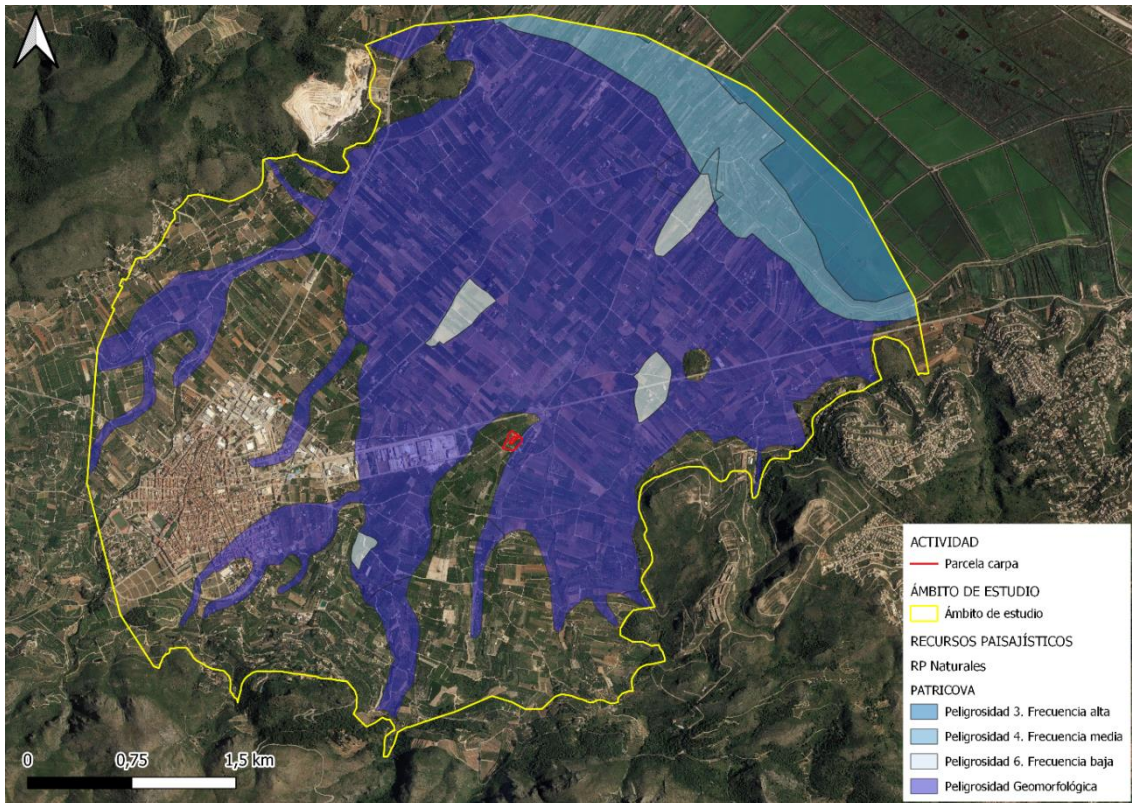 ACTIVIDAD
Parcela carpa
ÁMBITO DE ESTUDIO
Ámbito de estudio
RECURSOS PAISAJÍSTICOS
RP Naturales
PATRICOVA
Peligrosidad 3. Frecuencia alta
Peligrosidad 4. Frecuencia media
Peligrosidad 6. Frecuencia baja
Peligrosidad Geomorfológica
0 0,75 1,5 km